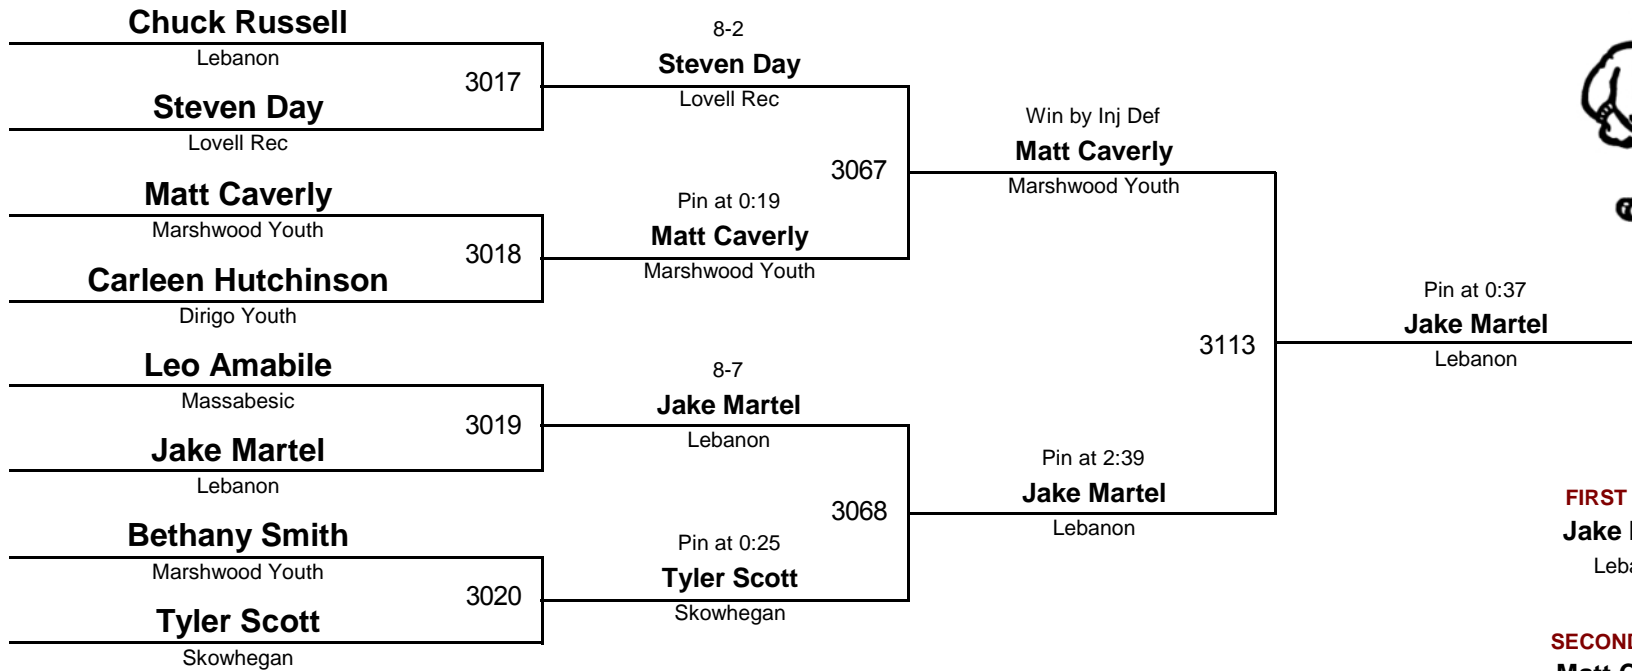 Chuck Russell
Lebanon
3017
Steven Day
Lovell Rec
8-2
Steven Day
Lovell Rec
Matt Caverly
Marshwood Youth
3018
Carleen Hutchinson
Dirigo Youth
Pin at 0:19
Matt Caverly
Marshwood Youth
3067
Win by Inj Def
Matt Caverly
Marshwood Youth
Leo Amabile
Massabesic
3019
Jake Martel
Lebanon
8-7
Jake Martel
Lebanon
Bethany Smith
Marshwood Youth
3020
Tyler Scott
Skowhegan
Pin at 0:25
Tyler Scott
Skowhegan
3068
Pin at 2:39
Jake Martel
Lebanon
3113
Pin at 0:37
Jake Martel
Lebanon
FIRST
Jake
SECOND
Matt